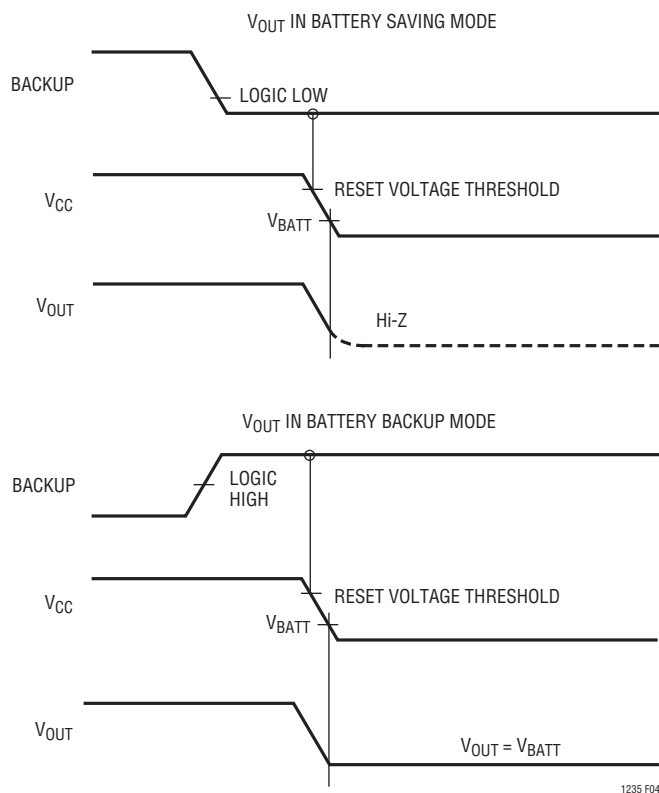 VOUT IN BATTERY SAVING MODE
BACKUP
LOGIC LOW
VCC
RESET VOLTAGE THRESHOLD
VBATT
VOUT
Hi-Z
VOUT IN BATTERY BACKUP MODE
BACKUP
LOGIC
HIGH
VCC
RESET VOLTAGE THRESHOLD
VBATT
VOUT
VOUT = VBATT
1235 F04